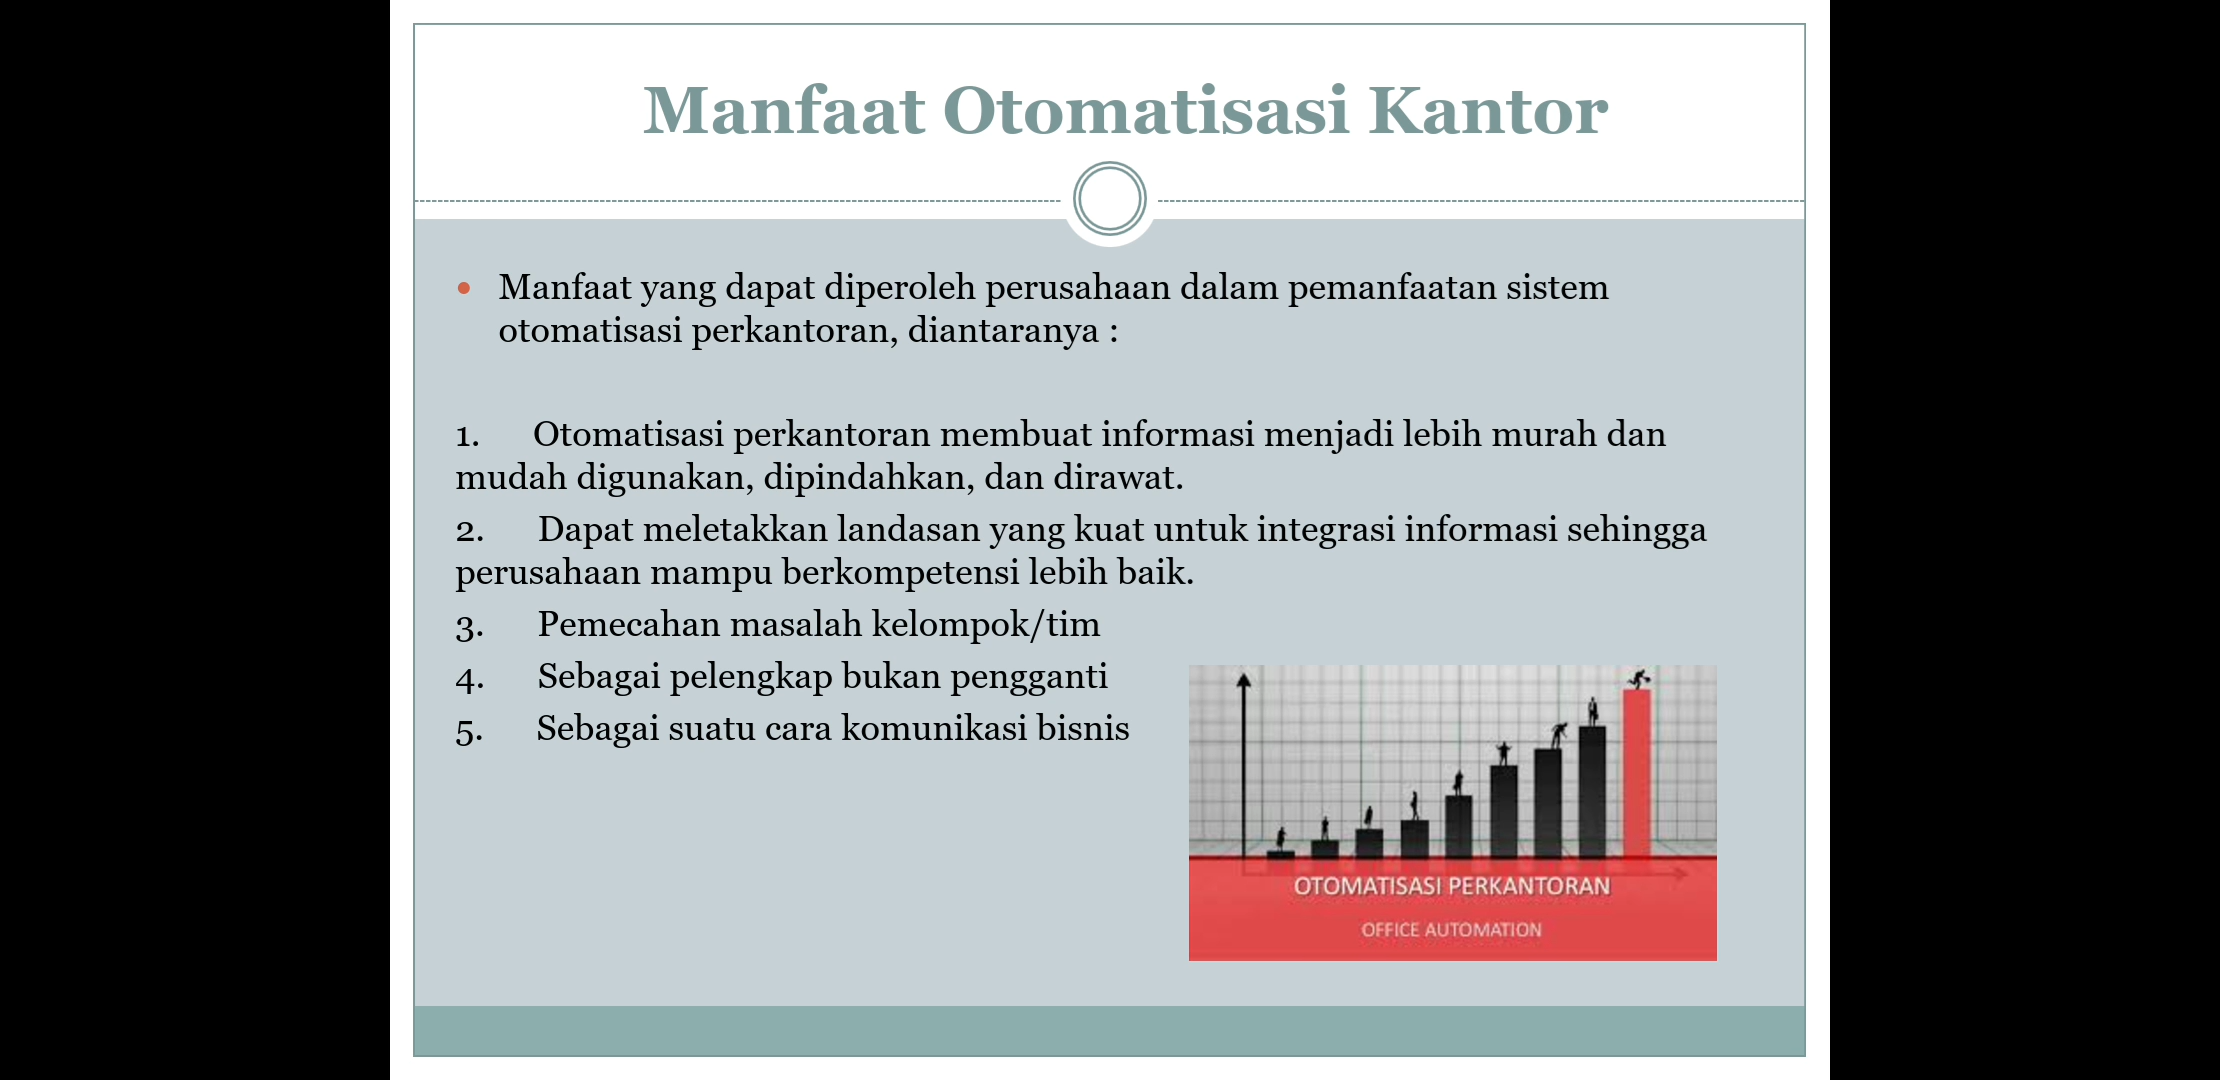 Manfaat Otomatisasi Kantor
• Manfaat yang dapat diperoleh perusahaan dalam pemanfaatan sistem
otomatisasi perkantoran, diantaranya :
1. Otomatisasi perkantoran membuat informasi menjadi lebih murah dan
mudah digunakan, dipindahkan, dan dirawat.
2. Dapat meletakkan landasan yang kuat untuk integrasi informasi sehingga
perusahaan mampu berkompetensi lebih baik.
3. Pemecahan masalah kelompok/tim
4. Sebagai pelengkap bukan pengganti
5. Sebagai suatu cara komunikasi bisnis
OTOMATISASI PERKANTORAN
OFFICE AUTOMATION